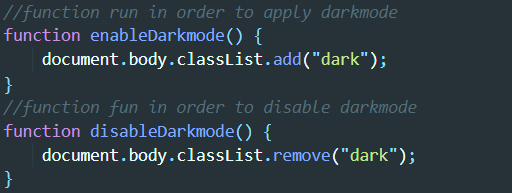 //function run in order to apply darkmode
function enableDarkmode() {
    document.body.classList.add("dark");
}
//function fun in order to disable darkmode
function disableDarkmode() {
    document.body.classList.remove("dark");
}